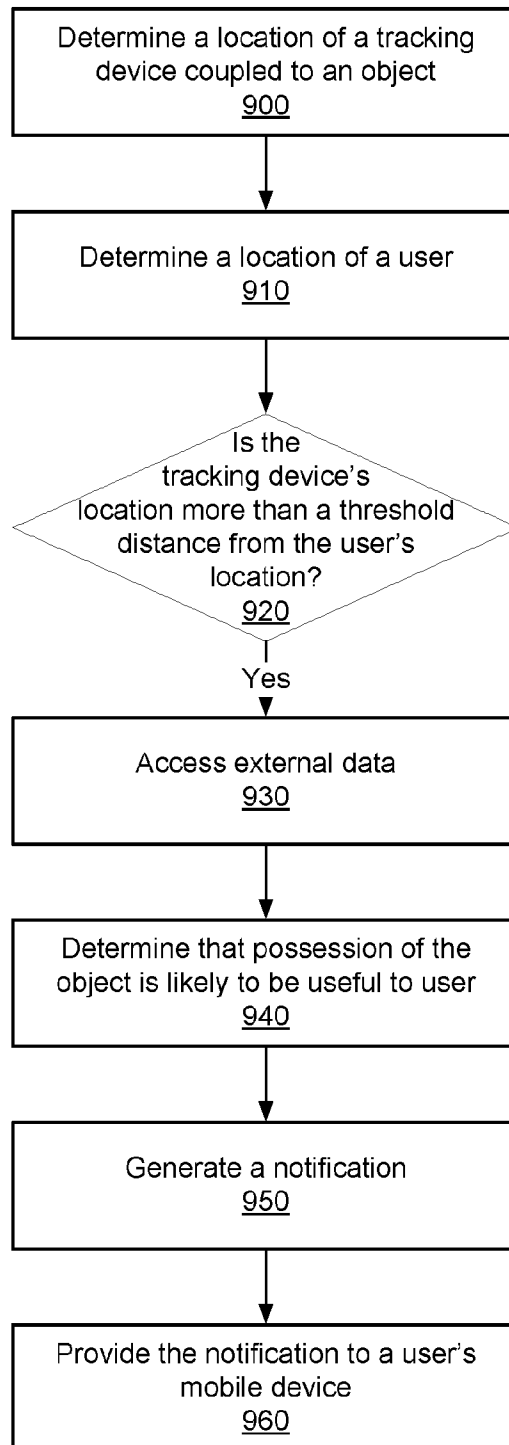 Determine a location of a tracking
device coupled to an object
900
Determine a location of a user
910
Is the
tracking device's
location more than a threshold
distance from the user's
location?
920
Yes
Access external data
930
Determine that possession of the
object is likely to be useful to user
940
Generate a notification
950
Provide the notification to a user's
mobile device
960